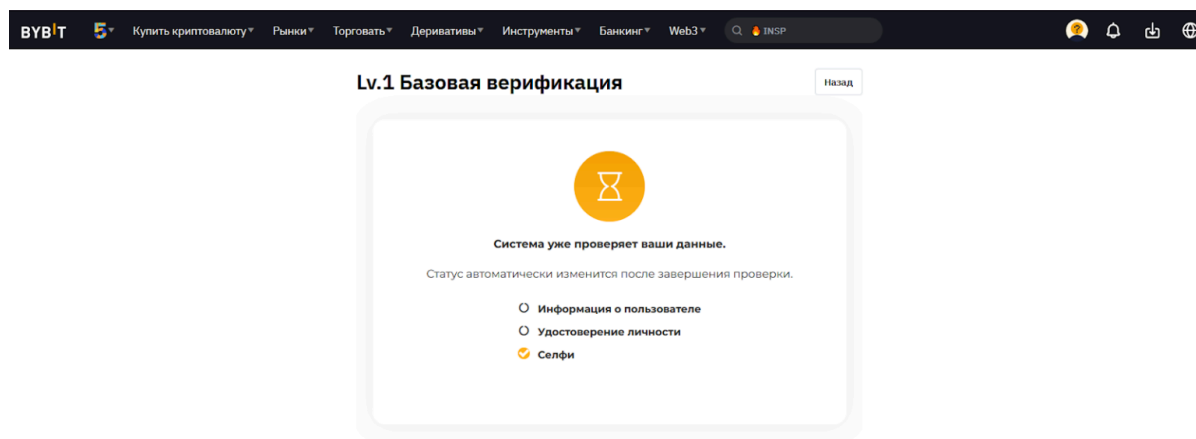 BYBIT 5 Купить криптовалюту Рынки Торговать Деривативы Инструменты Банкинг Web3 INSP
Lv.1 Базовая верификация Назад
Система уже проверяет ваши данные.
Статус автоматически изменится после завершения проверки.
Информация о пользователе
Удостоверение личности
Селфи